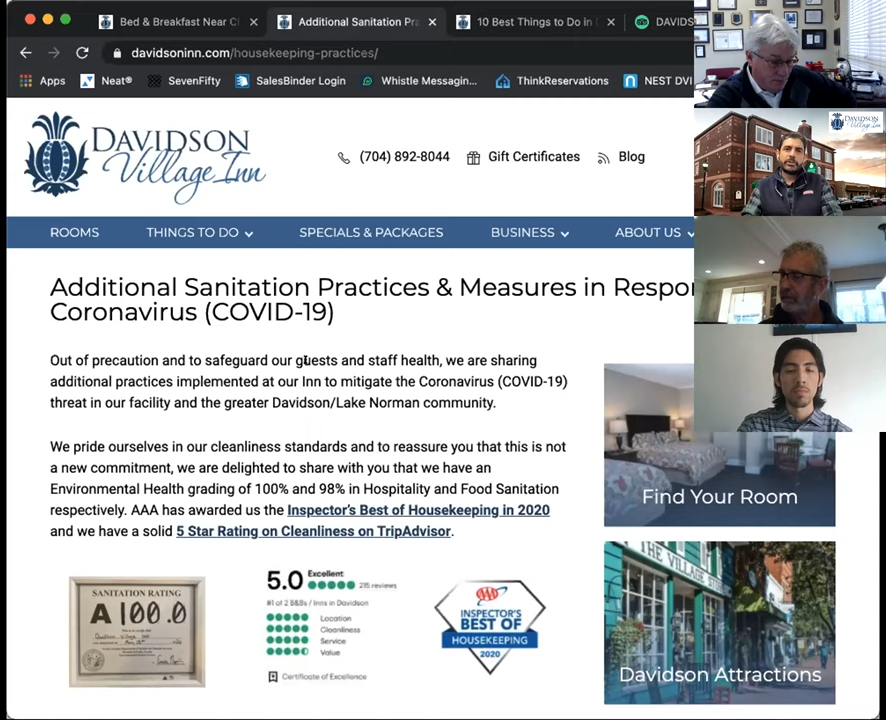 Bed & Breakfast Near C
Additional Sanitation Pra
10 Best Things to Do in
DAVIDS
davidsoninn.com/housekeeping-practices/
Apps
Neat®
SevenFifty
SalesBinder Login
Whistle Messagin...
ThinkReservations
NEST DVI
DAVIDSON
Village Inn
(704) 892-8044
Gift Certificates
Blog
DAVIDSON
Village Inn
ROOMS
THINGS TO DO
SPECIALS & PACKAGES
BUSINESS
ABOUT US
Additional Sanitation Practices & Measures in Respon
Coronavirus (COVID-19)
Out of precaution and to safeguard our guests and staff health, we are sharing
additional practices implemented at our Inn to mitigate the Coronavirus (COVID-19)
threat in our facility and the greater Davidson/Lake Norman community.
We pride ourselves in our cleanliness standards and to reassure you that this is not
a new commitment, we are delighted to share with you that we have an
Environmental Health grading of 100% and 98% in Hospitality and Food Sanitation
respectively. AAA has awarded us the Inspector's Best of Housekeeping in 2020
and we have a solid 5 Star Rating on Cleanliness on TripAdvisor.
Find Your Room
SANITATION RATING
A 100.0
5.0 Excellent
215 reviews
#1 of 2 B&Bs / Inns in Davidson
Location
Cleanliness
Service
Value
Certificate of Excellence
AAA
INSPECTOR'S
BEST OF
HOUSEKEEPING
2020
THE VILLAGE STORE
Davidson Attractions